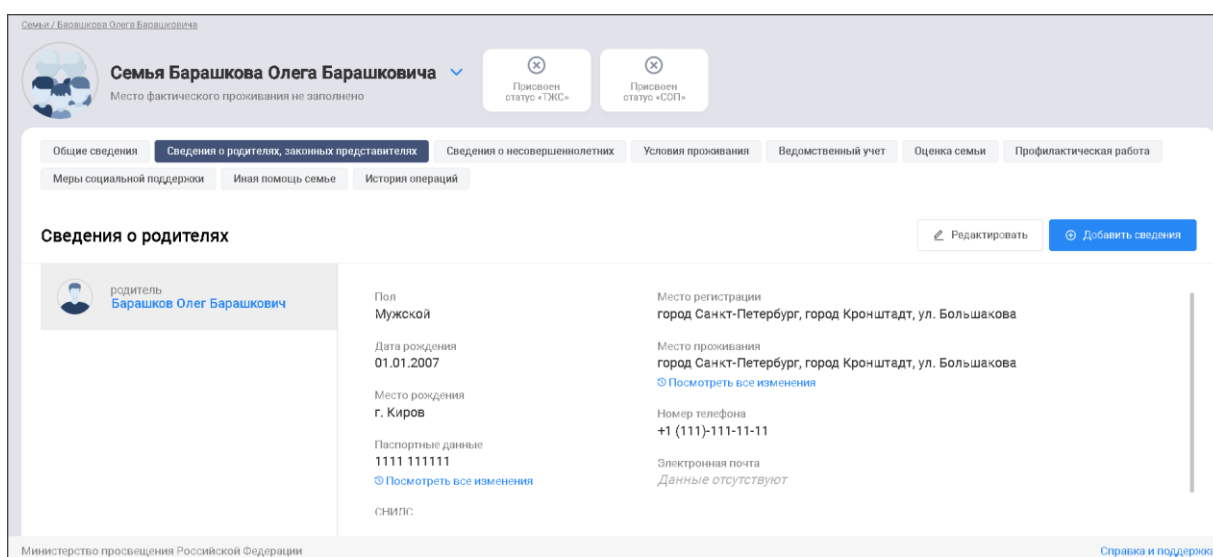 Семьи / Барашкова Олега Барашковича
Семья Барашкова Олега Барашковича
Место фактического проживания не заполнено
Присвоен
статус «ТЖС»
Присвоен
статус «СОП»
Общие сведения
Сведения о родителях, законных представителях
Сведения о несовершеннолетних
Условия проживания
Ведомственный учет
Оценка семьи
Профилактическая работа
Меры социальной поддержки
Иная помощь семье
История операций
Сведения о родителях
Редактировать
Добавить сведения
родитель
Барашков Олег Барашкович
Пол
Мужской
Дата рождения
01.01.2007
Место рождения
г. Киров
Паспортные данные
1111 111111
Посмотреть все изменения
СНИЛС
Место регистрации
город Санкт-Петербург, город Кронштадт, ул. Большакова
Место проживания
город Санкт-Петербург, город Кронштадт, ул. Большакова
Посмотреть все изменения
Номер телефона
+1 (111)-111-11-11
Электронная почта
Данные отсутствуют
Министерство просвещения Российской Федерации
Справка и поддержка